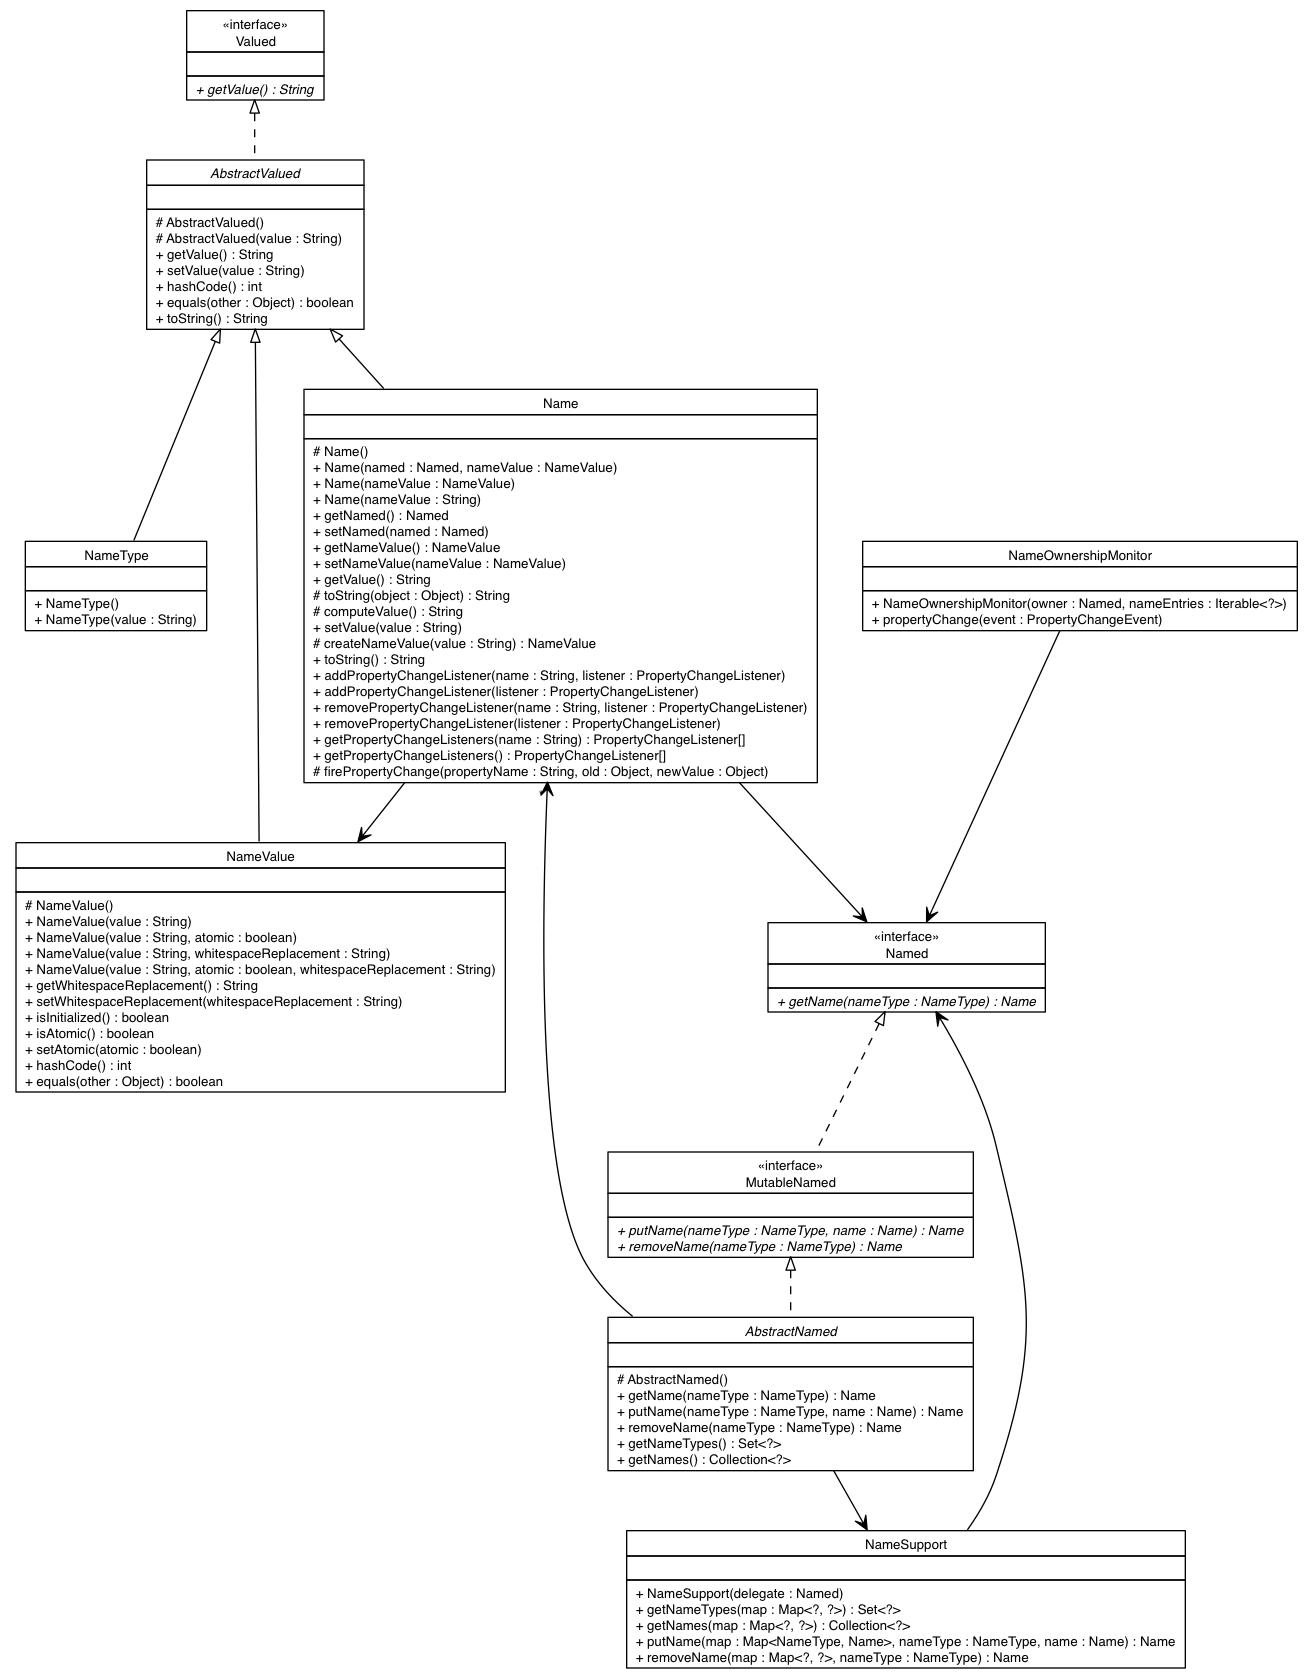 «interface»
Valued
+ getValue() : String
AbstractValued
# AbstractValued()
# AbstractValued(value : String)
+ getValue() : String
+ setValue(value : String)
+ hashCode() : int
+ equals(other : Object) : boolean
+ toString() : String
Name
# Name()
+ Name(named : Named, nameValue : NameValue)
+ Name(nameValue : NameValue)
+ Name(nameValue : String)
+ getNamed() : Named
+ setNamed(named : Named)
+ getNameValue() : NameValue
+ setNameValue(nameValue : NameValue)
+ getValue() : String
# toString(object : Object) : String
# computeValue() : String
+ setValue(value : String)
# createNameValue(value : String) : NameValue
+ toString() : String
+ addPropertyChangeListener(name : String, listener : PropertyChangeListener)
+ addPropertyChangeListener(listener : PropertyChangeListener)
+ removePropertyChangeListener(name : String, listener : PropertyChangeListener)
+ removePropertyChangeListener(listener : PropertyChangeListener)
+ getPropertyChangeListeners(name : String) : PropertyChangeListener[]
+ getPropertyChangeListeners() : PropertyChangeListener[]
# firePropertyChange(propertyName : String, old : Object, newValue : Object)
NameType
+ NameType()
+ NameType(value : String)
NameOwnershipMonitor
+ NameOwnershipMonitor(owner : Named, nameEntries : Iterable<?>)
+ propertyChange(event : PropertyChangeEvent)
NameValue
# NameValue()
+ NameValue(value : String)
+ NameValue(value : String, atomic : boolean)
+ NameValue(value : String, whitespaceReplacement : String)
+ NameValue(value : String, atomic : boolean, whitespaceReplacement : String)
+ getWhitespaceReplacement() : String
+ setWhitespaceReplacement(whitespaceReplacement : String)
+ isInitialized() : boolean
+ isAtomic() : boolean
+ setAtomic(atomic : boolean)
+ hashCode() : int
+ equals(other : Object) : boolean
«interface»
Named
+ getName(nameType : NameType) : Name
«interface»
MutableNamed
+ putName(nameType : NameType, name : Name) : Name
+ removeName(nameType : NameType) : Name
AbstractNamed
# AbstractNamed()
+ getName(nameType : NameType) : Name
+ putName(nameType : NameType, name : Name) : Name
+ removeName(nameType : NameType) : Name
+ getNameTypes() : Set<?>
+ getNames() : Collection<?>
NameSupport
+ NameSupport(delegate : Named)
+ getNameTypes(map : Map<?, ?>) : Set<?>
+ getNames(map : Map<?, ?>) : Collection<?>
+ putName(map : Map<NameType, Name>, nameType : NameType, name : Name) : Name
+ removeName(map : Map<?, ?>, nameType : NameType) : Name